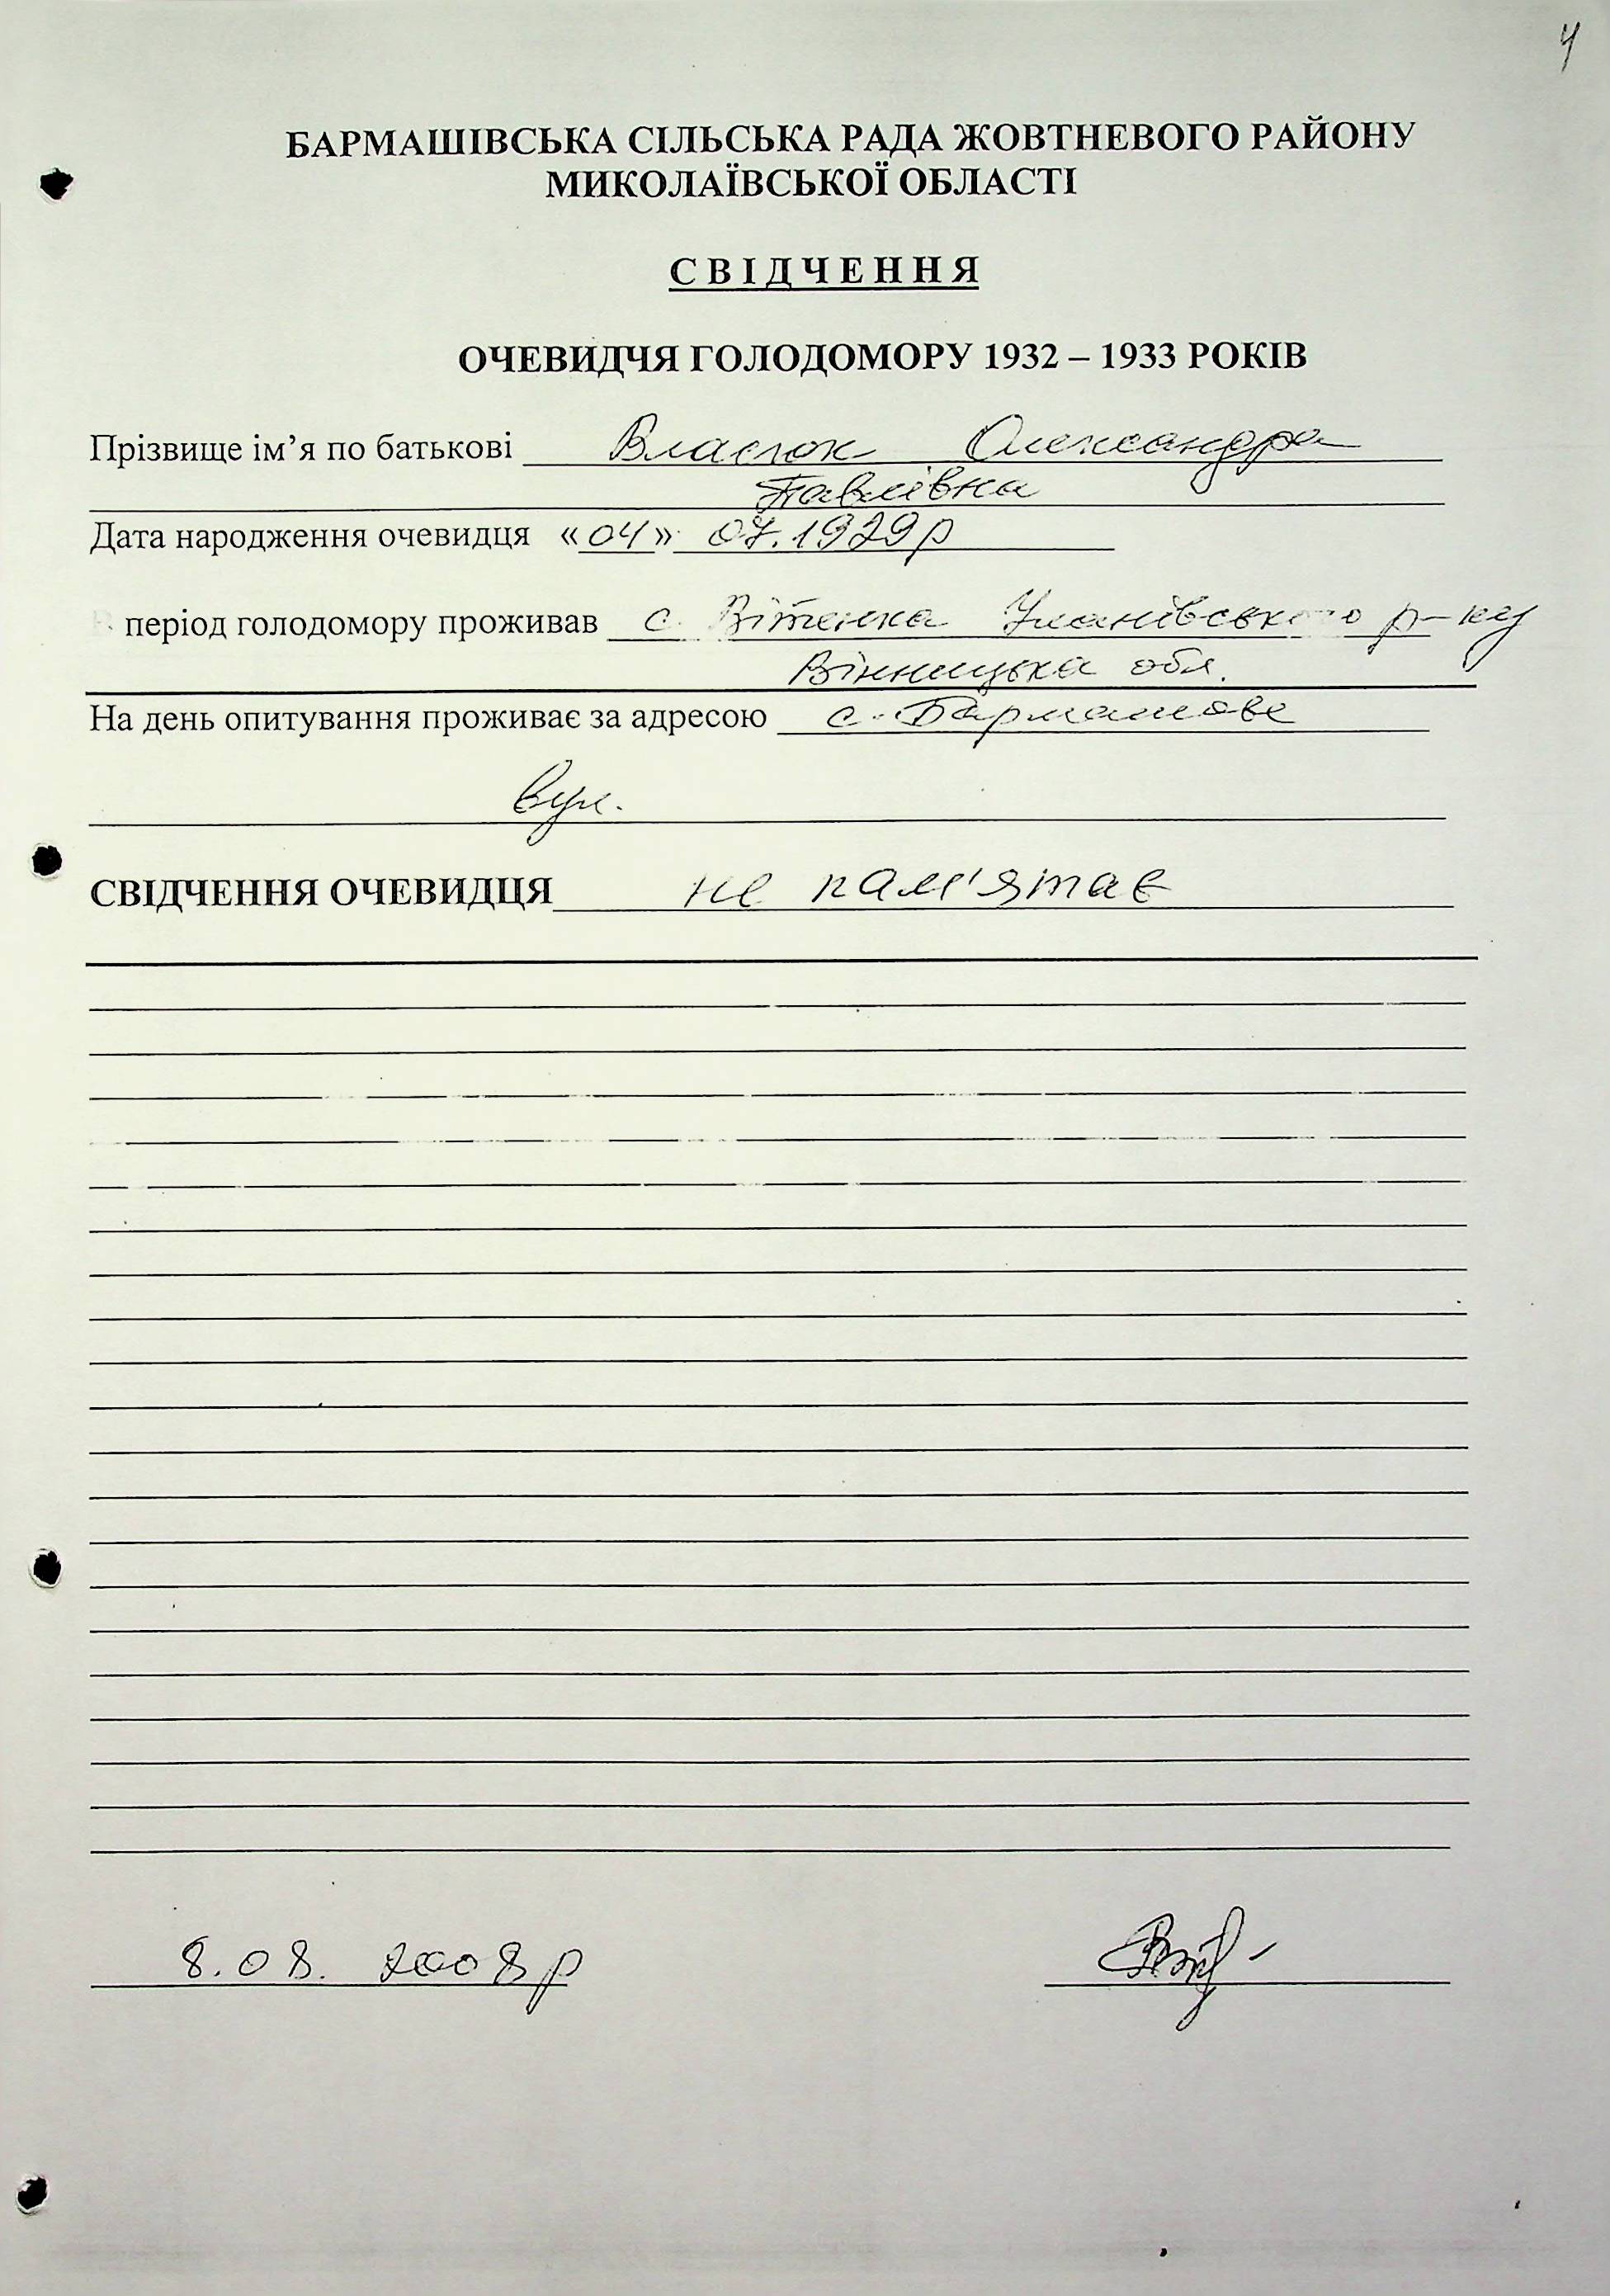 4
БАРМАШІВСЬКА СІЛЬСЬКА РАДА ЖОВТНЕВОГО РАЙОНУ
МИКОЛАЇВСЬКОЇ ОБЛАСТІ
СВІДЧЕННЯ
ОЧЕВИДЧЯ ГОЛОДОМОРУ 1932 – 1933 РОКІВ
Прізвище ім’я по батькові Власюк Олександра
Павлівна
Дата народження очевидця «04» 07.1929р
В період голодомору проживав с. Вітенка Уланівського р-ну
Вінницька обл.
На день опитування проживає за адресою с. Бармашове
вул.
СВІДЧЕННЯ ОЧЕВИДЦЯ не пам'ятає
8.08. 2008р